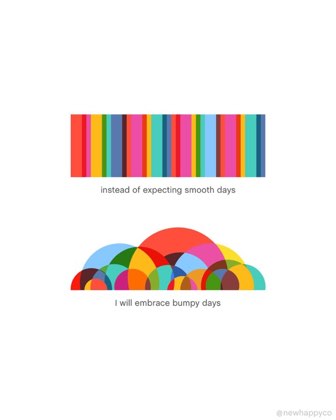 instead of expecting smooth days
I will embrace bumpy days
@newhappyco